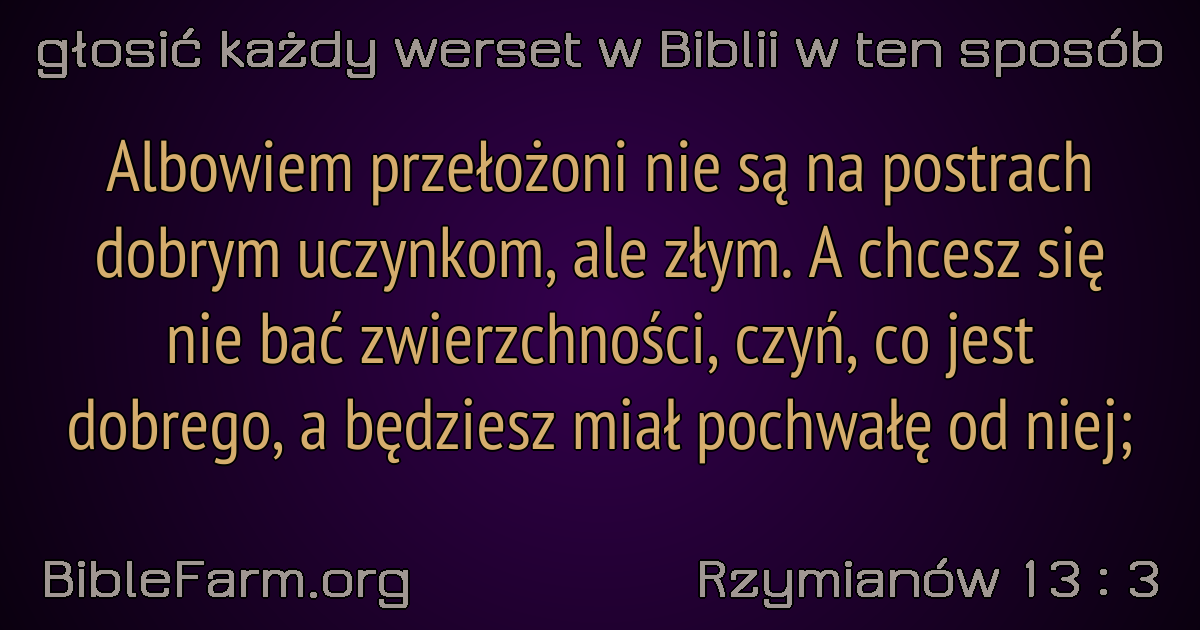 głosić każdy werset w Biblii w ten sposób
Albowiem przełożoni nie są na postrach
dobrym uczynkom, ale złym. A chcesz się
nie bać zwierzchności, czyń, co jest
dobrego, a będziesz miał pochwałę od niej;
BibleFarm.org
Rzymianów 13 : 3